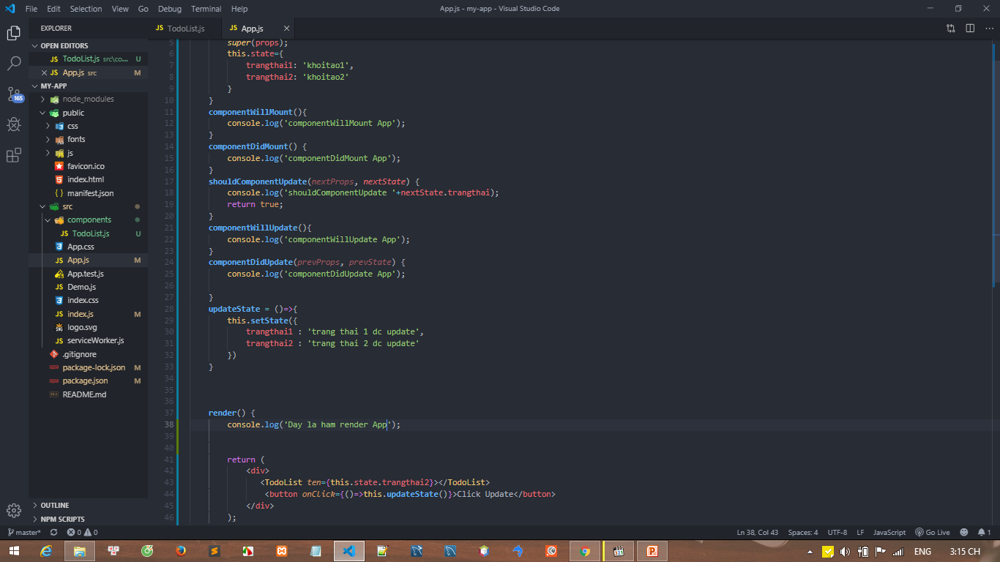 File Edit Selection View Go Debug Terminal Help App.js - my-app - Visual Studio Code
EXPLORER
TodoList.js
App.js
OPEN EDITORS
TodoList.js src\co... U
App.js src M
MY-APP
node_modules
public
css
fonts
js
favicon.ico
index.html
manifest.json
src
components
TodoList.js U
App.css
App.js M
App.test.js
Demo.js
index.css
index.js M
logo.svg
serviceWorker.js
.gitignore
package-lock.json M
package.json M
README.md
OUTLINE
NPM SCRIPTS
165
5 super(props);
6 this.state={
7 trangthai1: 'khoitao1',
8 trangthai2: 'khoitao2'
9 }
10 }
11 componentWillMount(){
12 console.log('componentWillMount App');
13 }
14 componentDidMount() {
15 console.log('componentDidMount App');
16 }
17 shouldComponentUpdate(nextProps, nextState) {
18 console.log('shouldComponentUpdate '+nextState.trangthai);
19 return true;
20 }
21 componentWillUpdate(){
22 console.log('componentWillUpdate App');
23 }
24 componentDidUpdate(prevProps, prevState) {
25 console.log('componentDidUpdate App');
26
27 }
28 updateState = ()=>{
29 this.setState({
30 trangthai1 : 'trang thai 1 dc update',
31 trangthai2 : 'trang thai 2 dc update'
32 })
33 }
34
35
36
37 render() {
38 console.log('Day la ham render App');
39
40
41 return (
42 <div>
43 <TodoList ten={this.state.trangthai2}></TodoList>
44 <button onClick={()=>this.updateState()}>Click Update</button>
45 </div>
46 );
master* 0 0 Ln 38, Col 43 Spaces: 4 UTF-8 LF JavaScript Go Live 1
ENG 3:15 CH